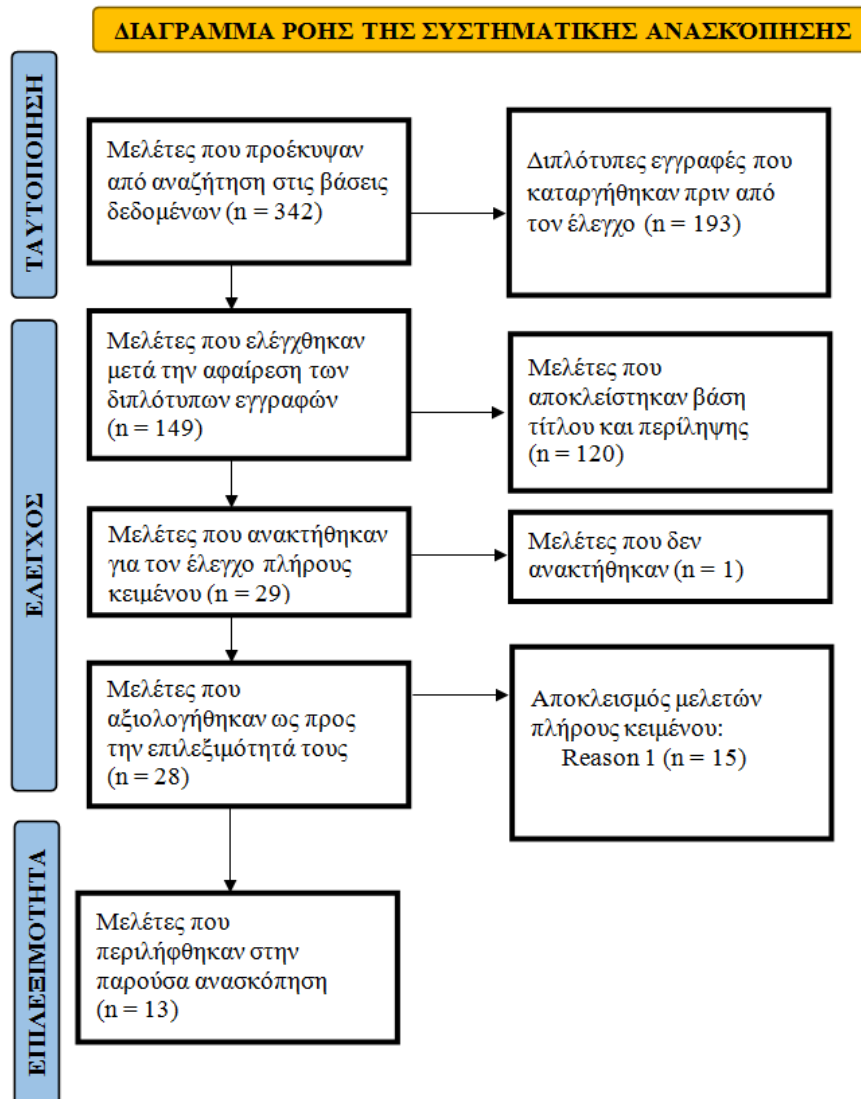 ΔΙΑΓΡΑΜΜΑ ΡΟΗΣ ΤΗΣ ΣΥΣΤΗΜΑΤΙΚΗΣ ΑΝΑΣΚΌΠΗΣΗΣ
ΤΑΥΤΟΠΟΙΗΣΗ
Μελέτες που προέκυψαν
από αναζήτηση στις βάσεις
δεδομένων (n = 342)
Διπλότυπες εγγραφές που
καταργήθηκαν πριν από
τον έλεγχο (n = 193)
ΕΛΕΓΧΟΣ
Μελέτες που ελέγχθηκαν
μετά την αφαίρεση των
διπλότυπων εγγραφών
(n = 149)
Μελέτες που
αποκλείστηκαν βάση
τίτλου και περίληψης
(n = 120)
Μελέτες που ανακτήθηκαν
για τον έλεγχο πλήρους
κειμένου (n = 29)
Μελέτες που δεν
ανακτήθηκαν (n = 1)
Μελέτες που
αξιολογήθηκαν ως προς
την επιλεξιμότητά τους
(n = 28)
Αποκλεισμός μελετών
πλήρους κειμένου:
Reason 1 (n = 15)
ΕΠΙΛΕΞΙΜΟΤΗΤΑ
Μελέτες που
περιλήφθηκαν στην
παρούσα ανασκόπηση
(n = 13)